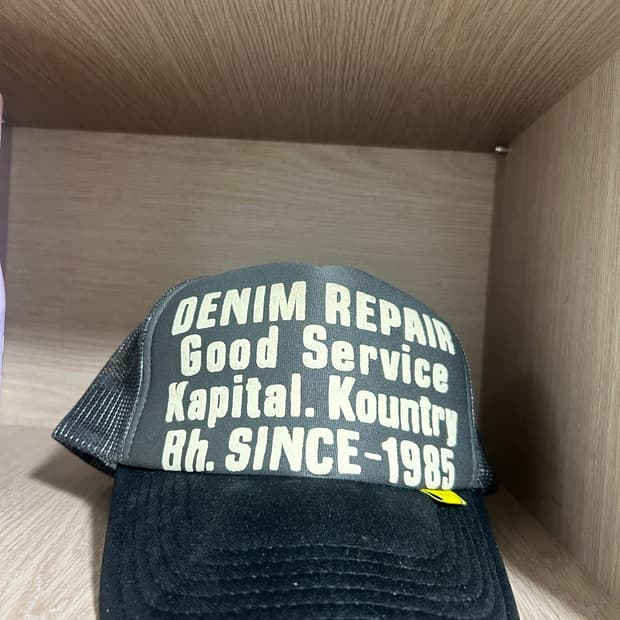 DENIM REPAIR
Good Service
Kapital. Kountry
Bh. SINCE-1985